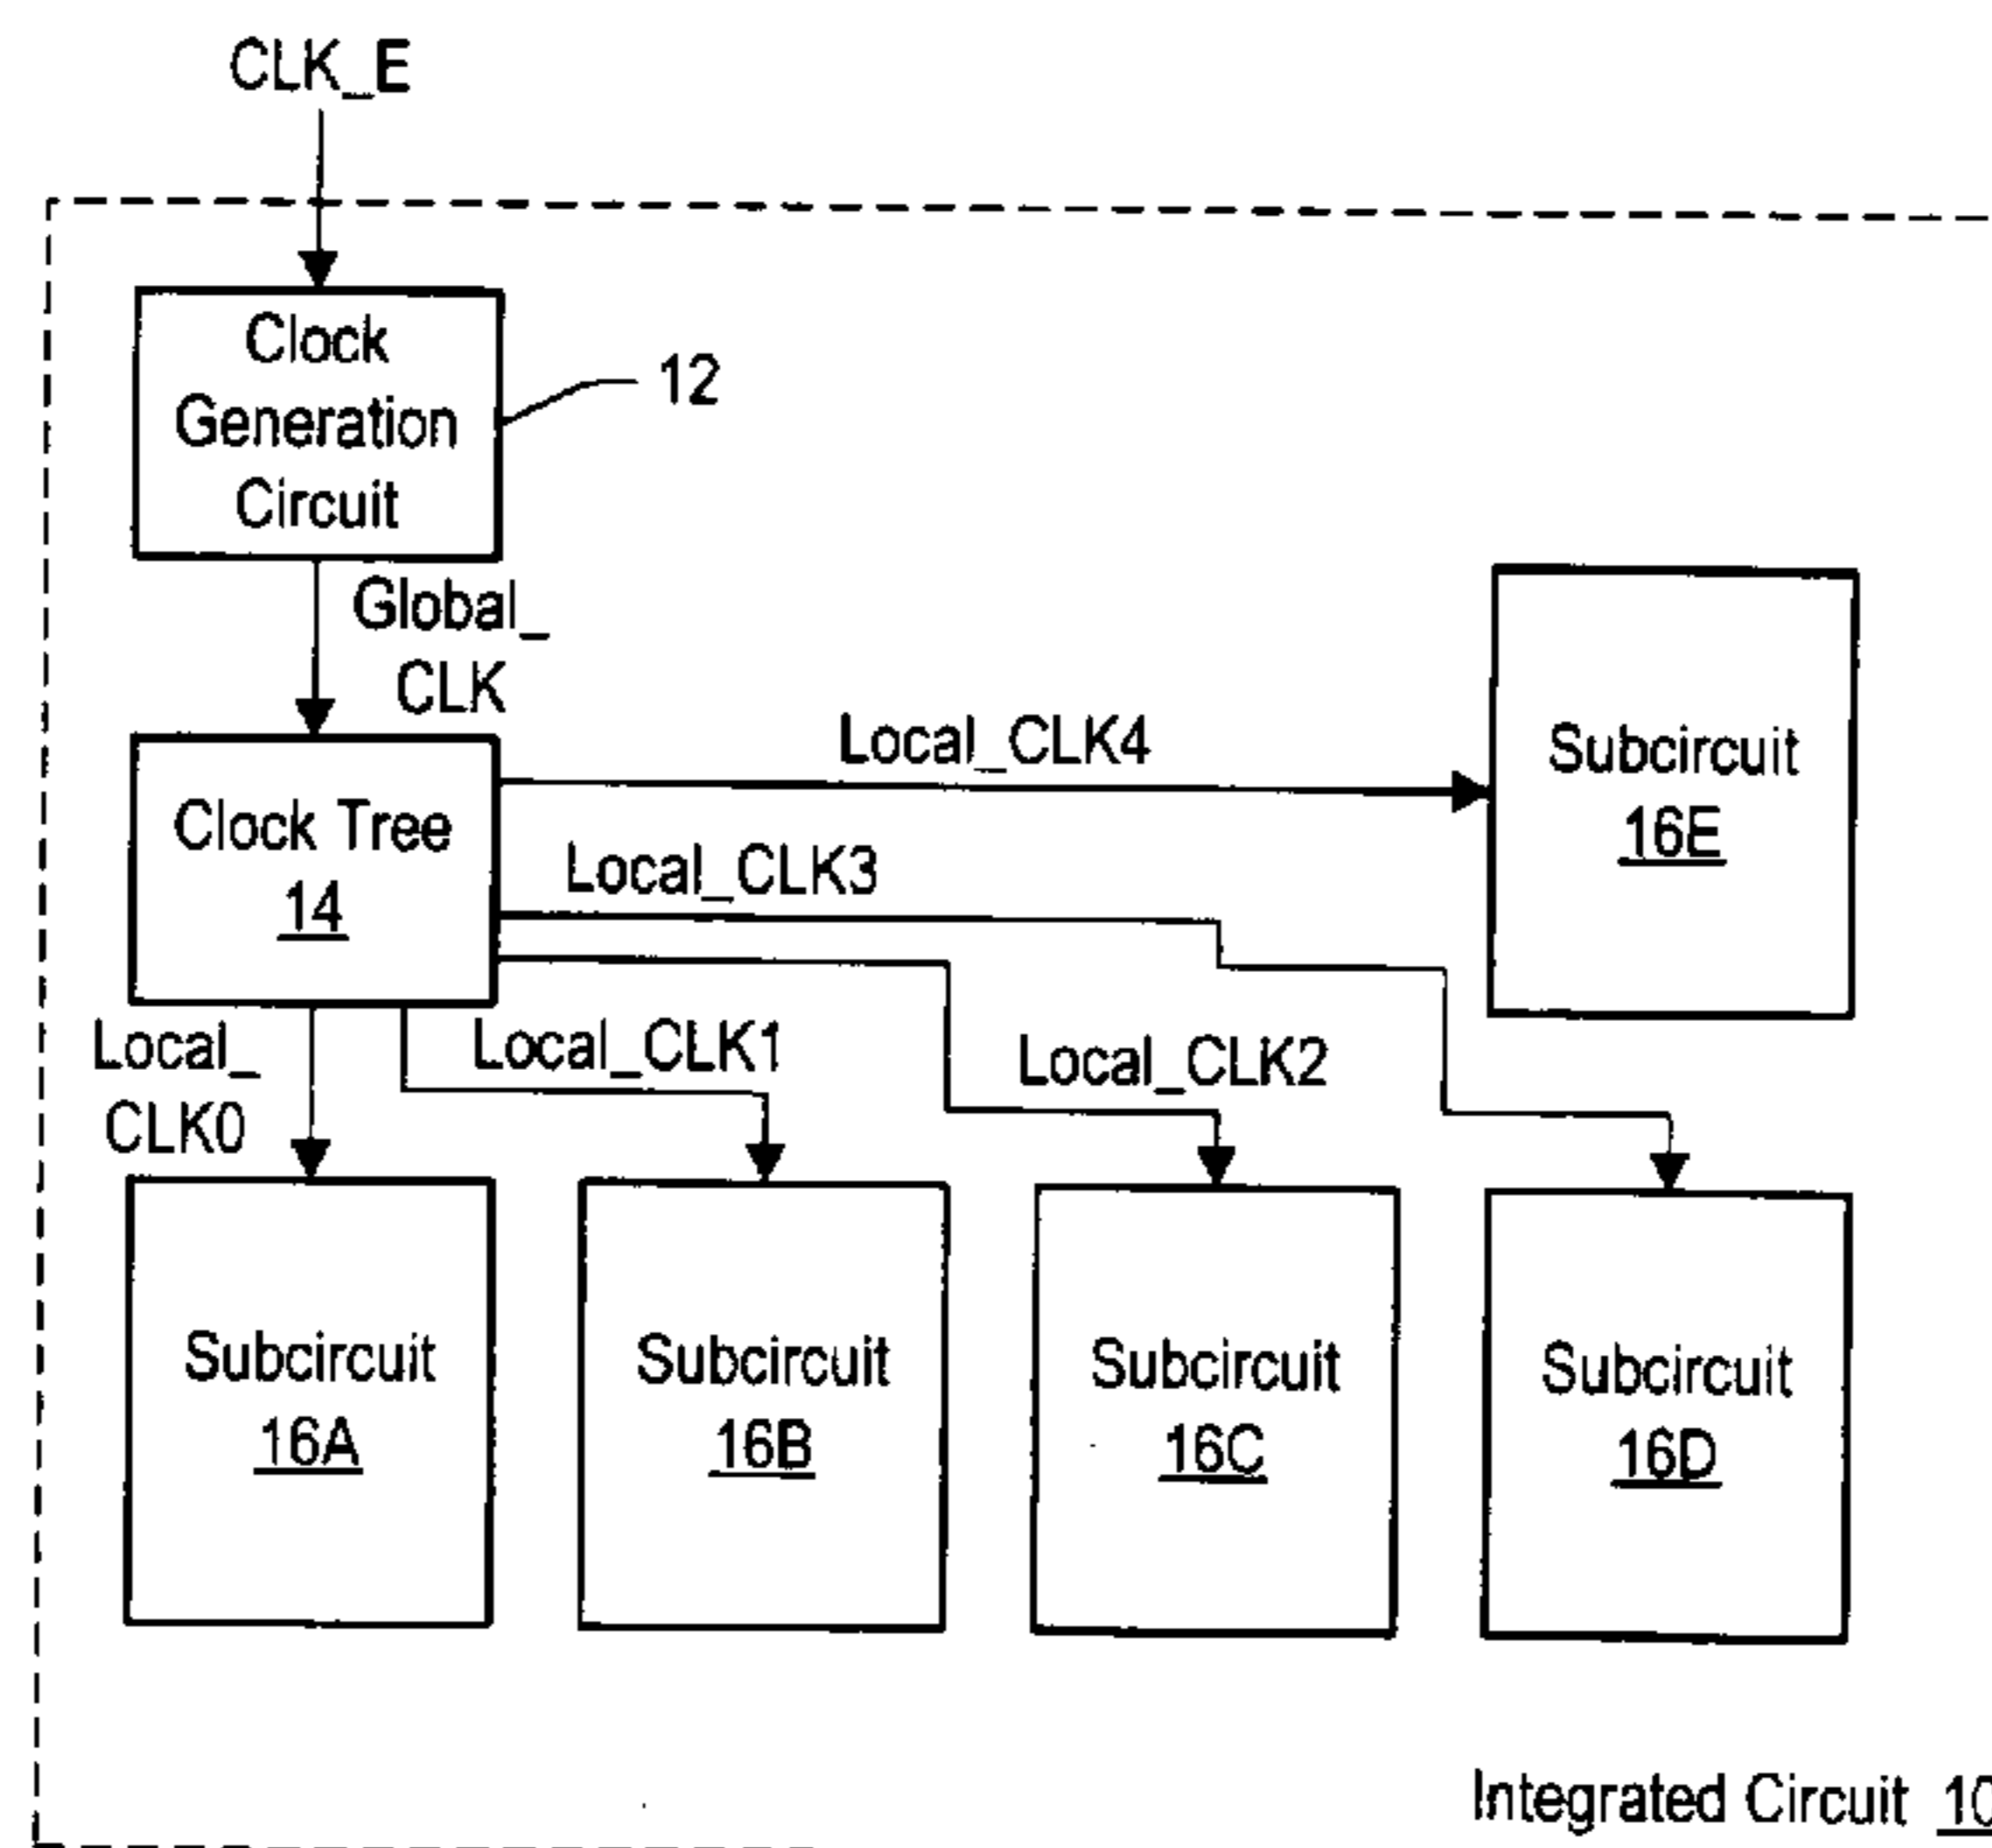 CLK_E
Clock
Generation
Circuit
12
Global_
CLK
Local_CLK4
Subcircuit
16E
Clock Tree
14
Local_CLK3
Local_
CLK0
Local_CLK1
Local_CLK2
Subcircuit
16A
Subcircuit
16B
Subcircuit
16C
Subcircuit
16D
Integrated Circuit 10